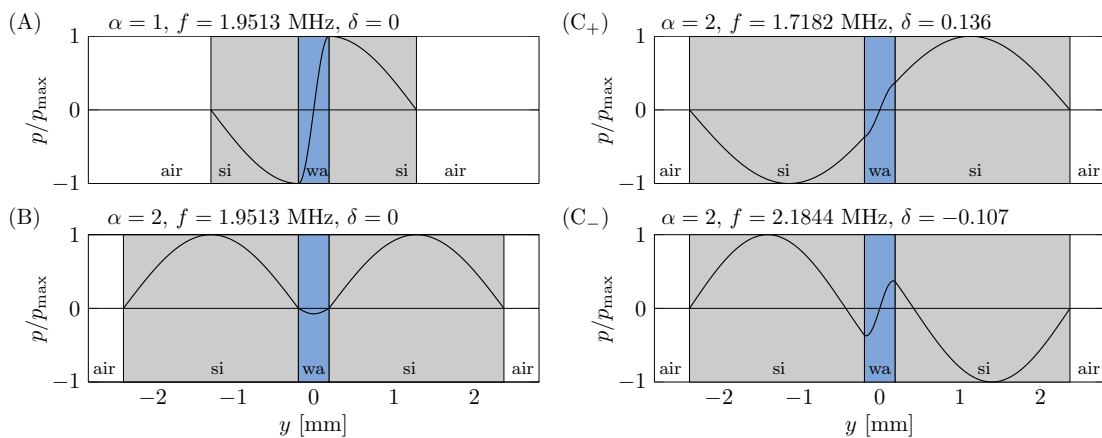 (A) α = 1, f = 1.9513 MHz, δ = 0
1
0
−1
p/p_max
air si wa si air
(B) α = 2, f = 1.9513 MHz, δ = 0
1
0
−1
p/p_max
air si wa si air
−2 −1 0 1 2
y [mm]
(C₊) α = 2, f = 1.7182 MHz, δ = 0.136
1
0
−1
p/p_max
air si wa si air
(C₋) α = 2, f = 2.1844 MHz, δ = −0.107
1
0
−1
p/p_max
air si wa si air
−2 −1 0 1 2
y [mm]